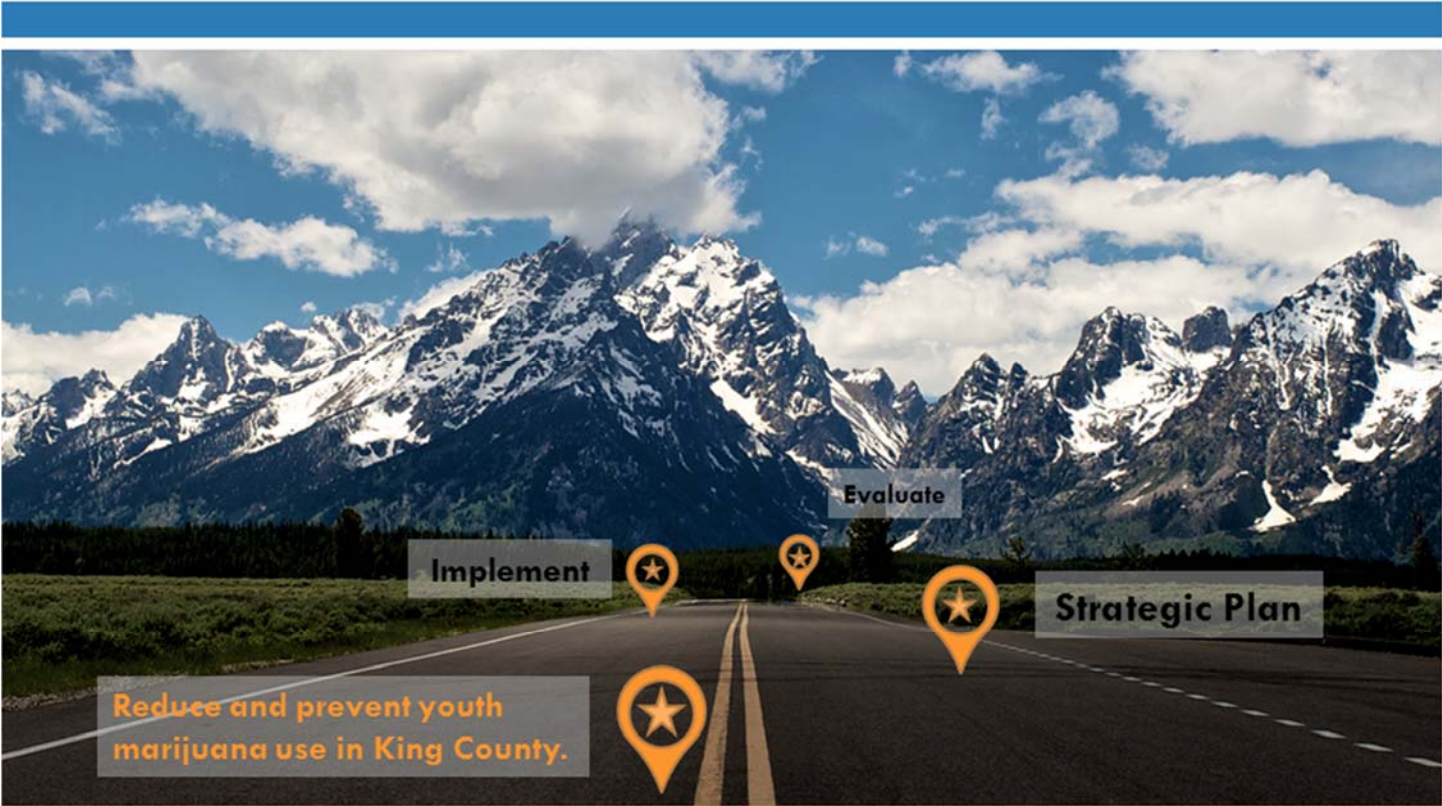 Evaluate
Implement
Strategic Plan
Reduce and prevent youth
marijuana use in King County.